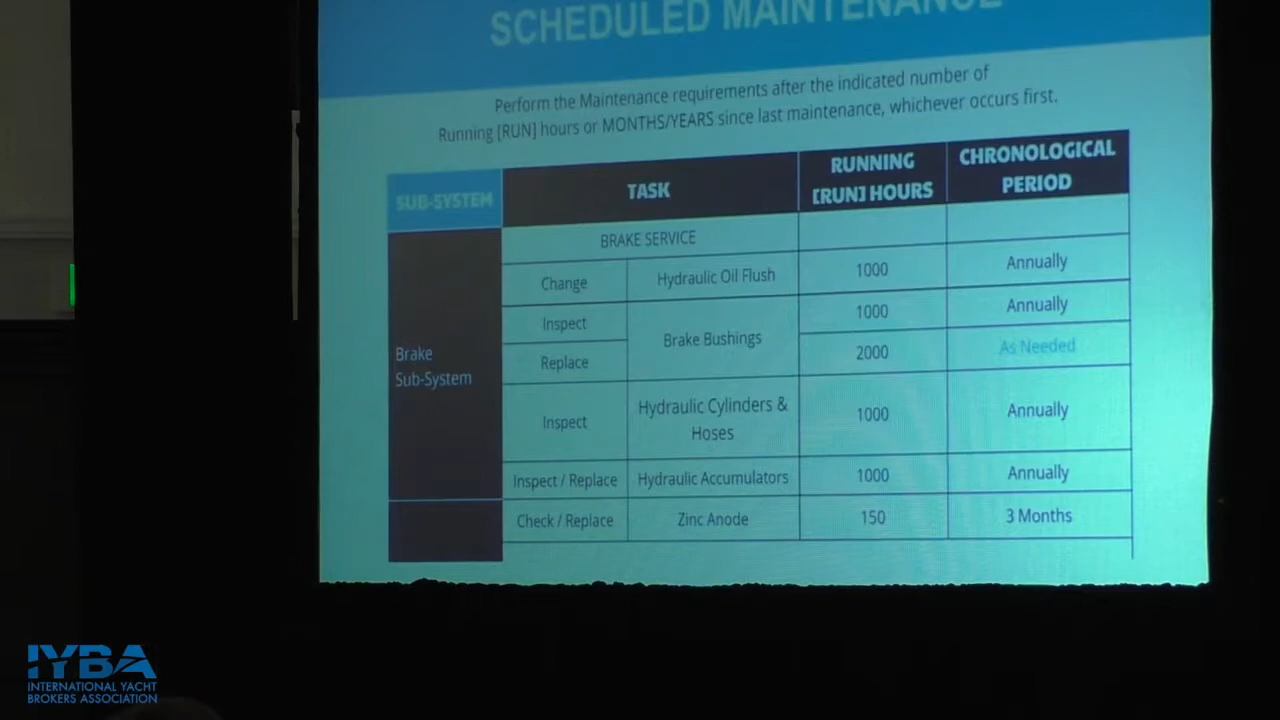 SCHEDULED MAINTENANCE
Perform the Maintenance requirements after the indicated number of
Running [RUN] hours or MONTHS/YEARS since last maintenance, whichever occurs first.
SUB-SYSTEM
TASK
RUNNING
[RUN] HOURS
CHRONOLOGICAL
PERIOD
BRAKE SERVICE
Brake
Sub-System
Change
Hydraulic Oil Flush
1000
Annually
Inspect
Brake Bushings
1000
Annually
Replace
2000
As Needed
Inspect
Hydraulic Cylinders &
Hoses
1000
Annually
Inspect / Replace
Hydraulic Accumulators
1000
Annually
Check / Replace
Zinc Anode
150
3 Months
IYBA
INTERNATIONAL YACHT
BROKERS ASSOCIATION